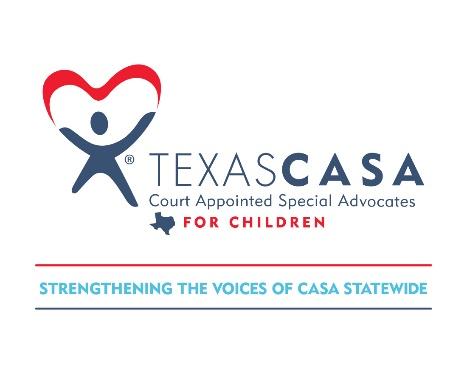 ® TEXASCASA
Court Appointed Special Advocates
FOR CHILDREN
STRENGTHENING THE VOICES OF CASA STATEWIDE